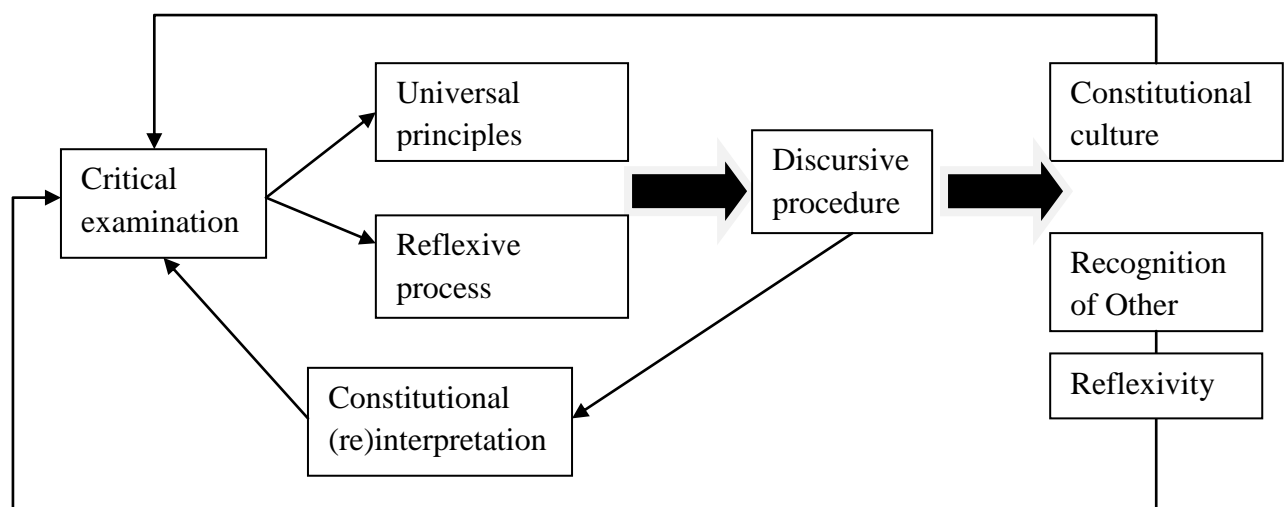 Universal
principles
Constitutional
culture
Critical
examination
Discursive
procedure
Reflexive
process
Recognition
of Other
Reflexivity
Constitutional
(re)interpretation